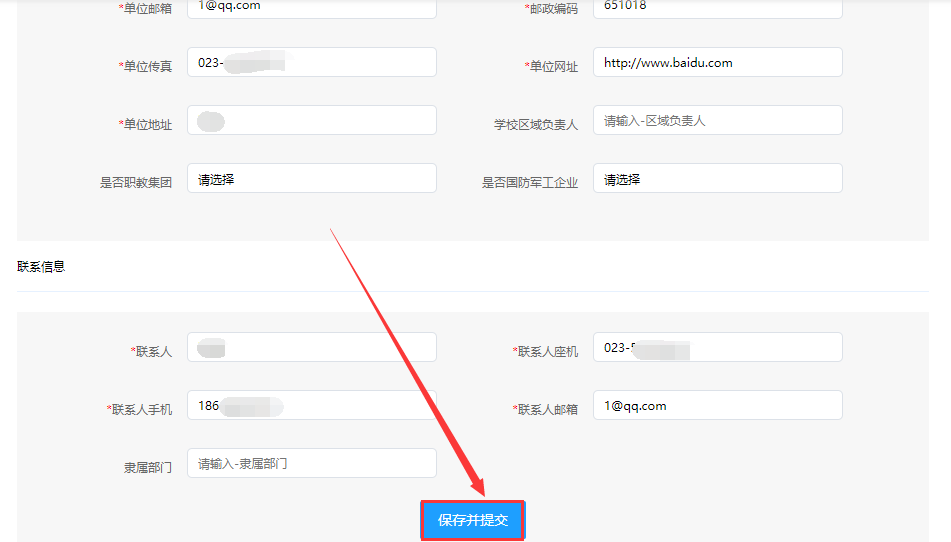 *单位邮箱 1@qq.com *邮政编码 651018
*单位传真 023- *单位网址 http://www.baidu.com
*单位地址 学校区域负责人 请输入-区域负责人
是否职教集团 请选择 是否国防军工企业 请选择
联系信息
*联系人 *联系人座机 023-
*联系人手机 186 *联系人邮箱 1@qq.com
隶属部门 请输入-隶属部门
保存并提交